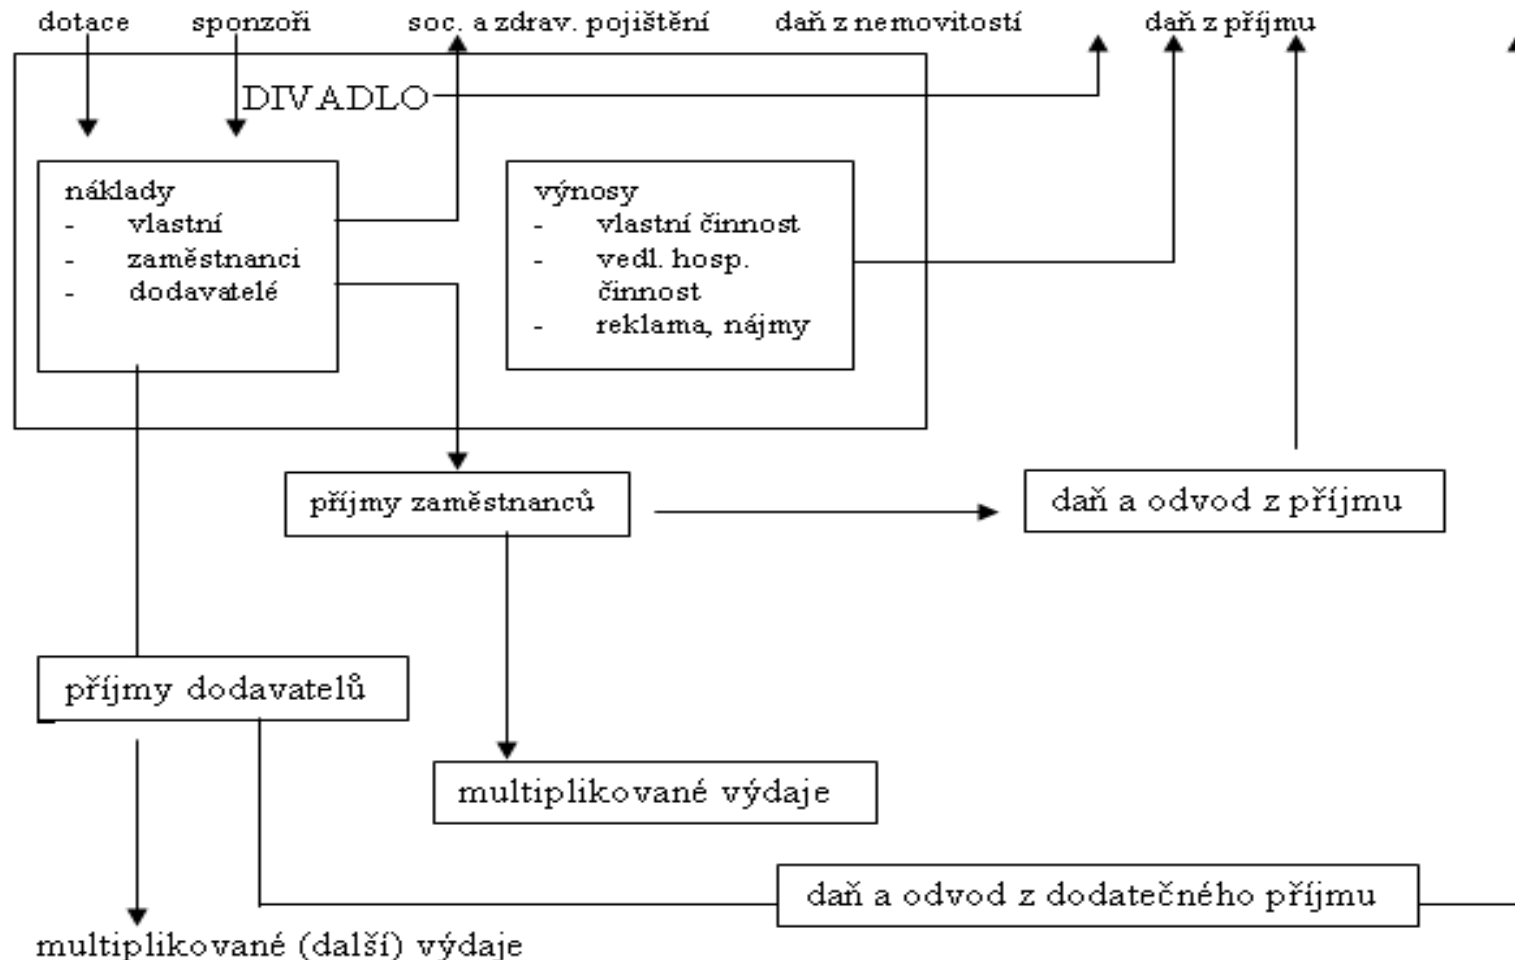 dotace sponzoři soc. a zdrav. pojištění daň z nemovitostí daň z příjmu
DIVADLO
náklady
- vlastní
- zaměstnanci
- dodavatelé
výnosy
- vlastní činnost
- vedl. hosp.
činnost
- reklama, nájmy
příjmy zaměstnanců
daň a odvod z příjmu
příjmy dodavatelů
multiplikované výdaje
daň a odvod z dodatečného příjmu
multiplikované (další) výdaje